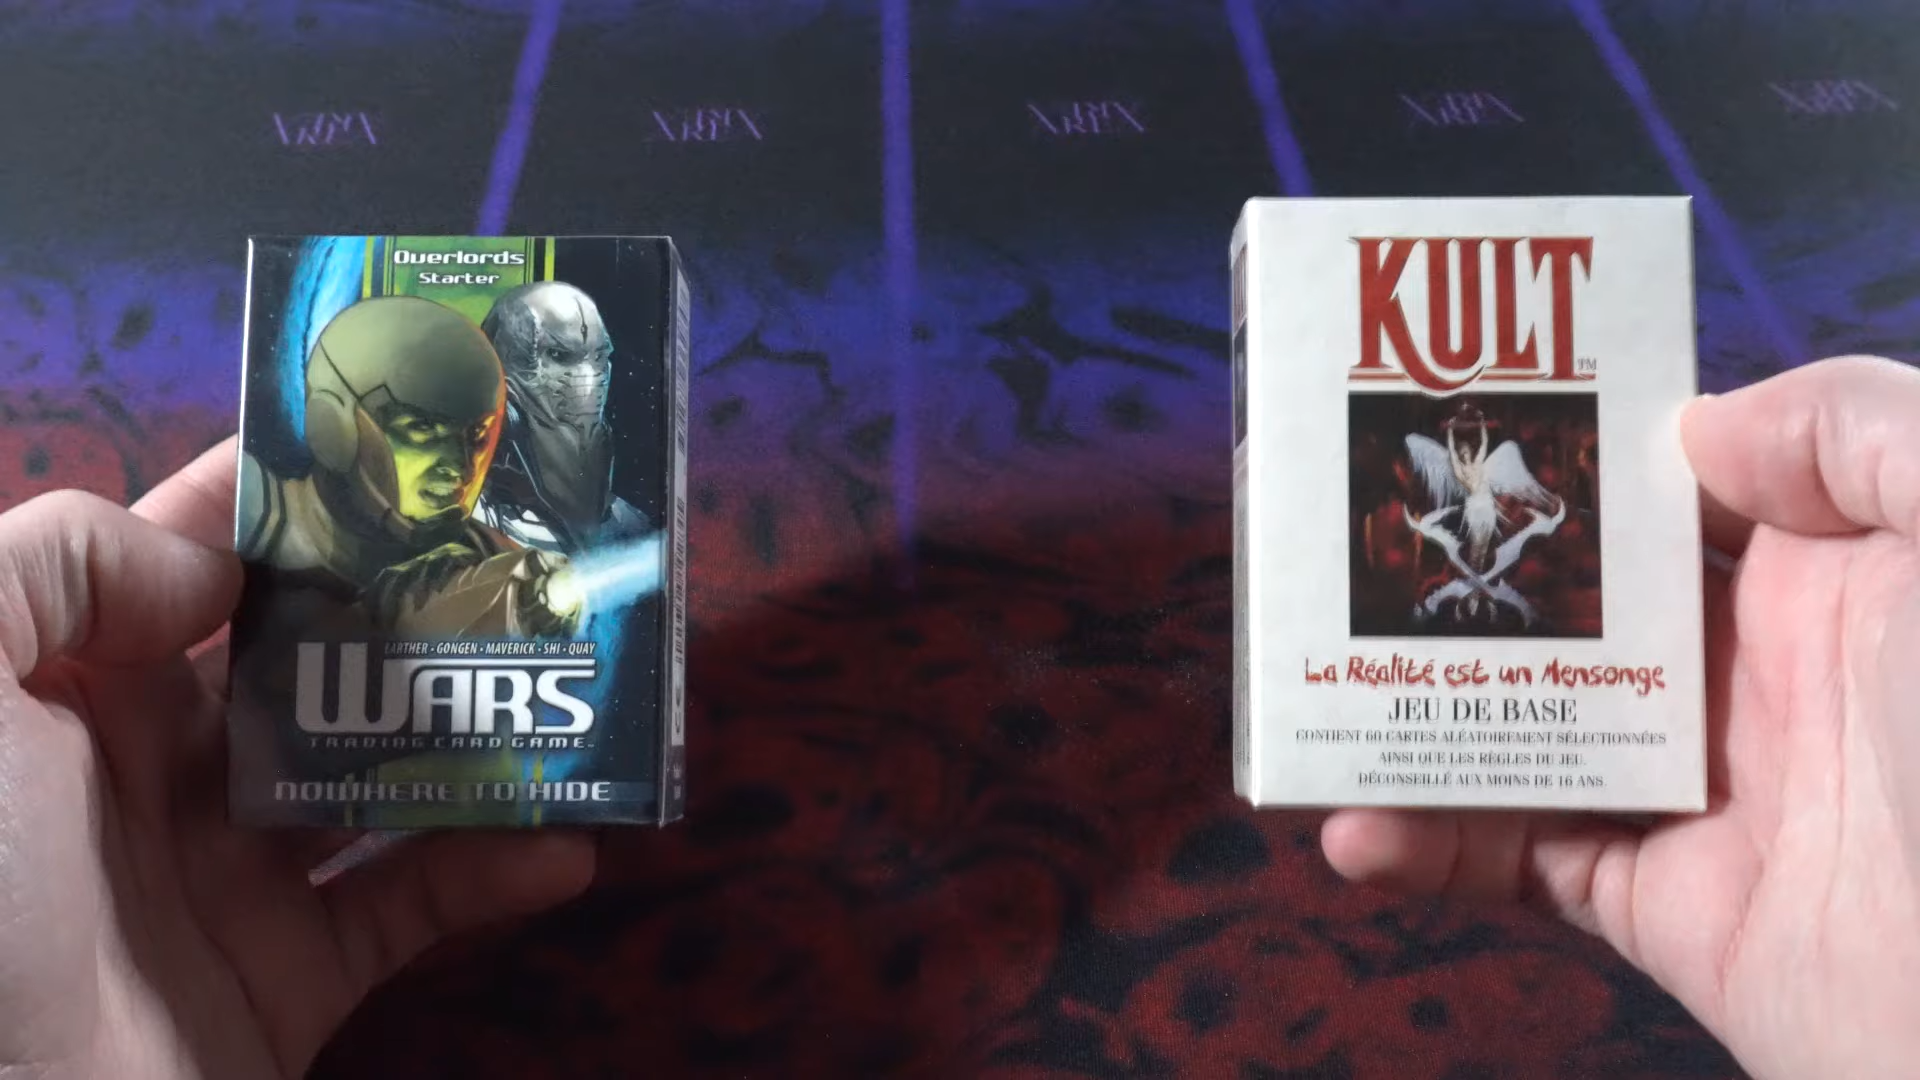 Overlords
Starter
EARTHER • GONGEN • MAVERICK • SHI • QUAY
WARS
TRADING CARD GAME
NOWHERE TO HIDE
KULT
TM
La Réalité est un Mensonge
JEU DE BASE
CONTIENT 60 CARTES ALÉATOIREMENT SÉLECTIONNÉES
AINSI QUE LES RÈGLES DU JEU.
DÉCONSEILLÉ AUX MOINS DE 16 ANS.